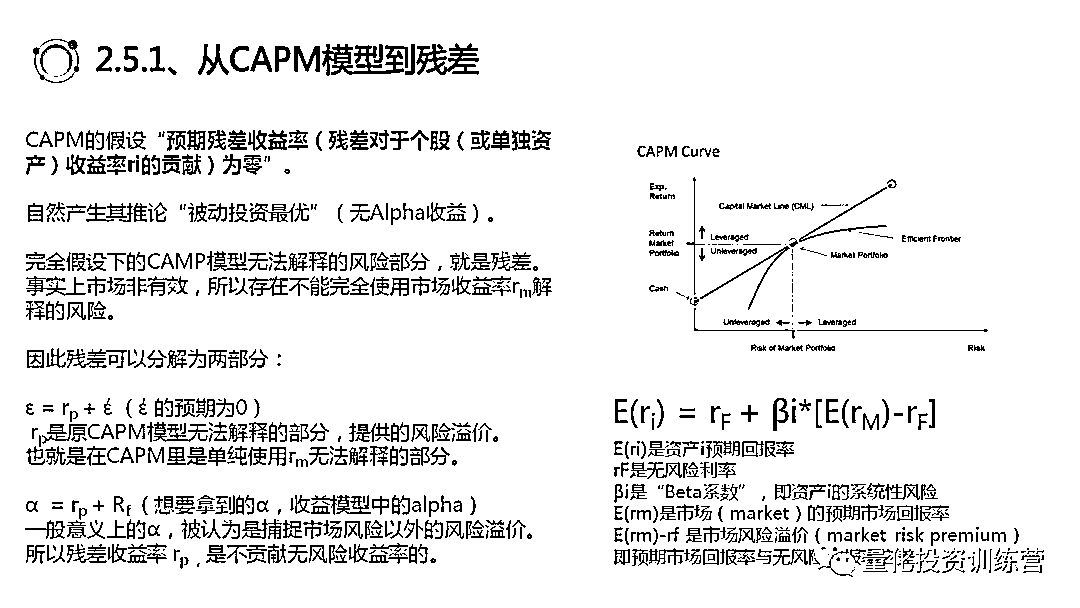 2.5.1、从CAPM模型到残差
CAPM的假设“预期残差收益率（残差对于个股（或单独资
产）收益率ri的贡献）为零”。
自然产生其推论“被动投资最优”（无Alpha收益）。
完全假设下的CAMP模型无法解释的风险部分，就是残差。
事实上市场非有效，所以存在不能完全使用市场收益率rm解
释的风险。
因此残差可以分解为两部分：
ε = rp + έ（έ 的预期为0）
rp是原CAPM模型无法解释的部分，提供的风险溢价。
也就是在CAPM里是单纯使用rm无法解释的部分。
α = rp + Rf（想要拿到的α，收益模型中的alpha）
一般意义上的α，被认为是捕捉市场风险以外的风险溢价。
所以残差收益率 rp，是不贡献无风险收益率的。
CAPM Curve
Exp.
Return
Capital Market Line (CML)
Return
Market
Portfolio
Leveraged
Unleveraged
Efficient Frontier
Market Portfolio
Cash
Unleveraged
Leveraged
Risk of Market Portfolio
Risk
E(ri) = rF + βi*[E(rM)-rF]
E(ri)是资产i预期回报率
rF是无风险利率
βi是“Beta系数”，即资产i的系统性风险
E(rm)是市场（market）的预期市场回报率
E(rm)-rf 是市场风险溢价（market risk premium）
即预期市场回报率与无风险
量化投资训练营